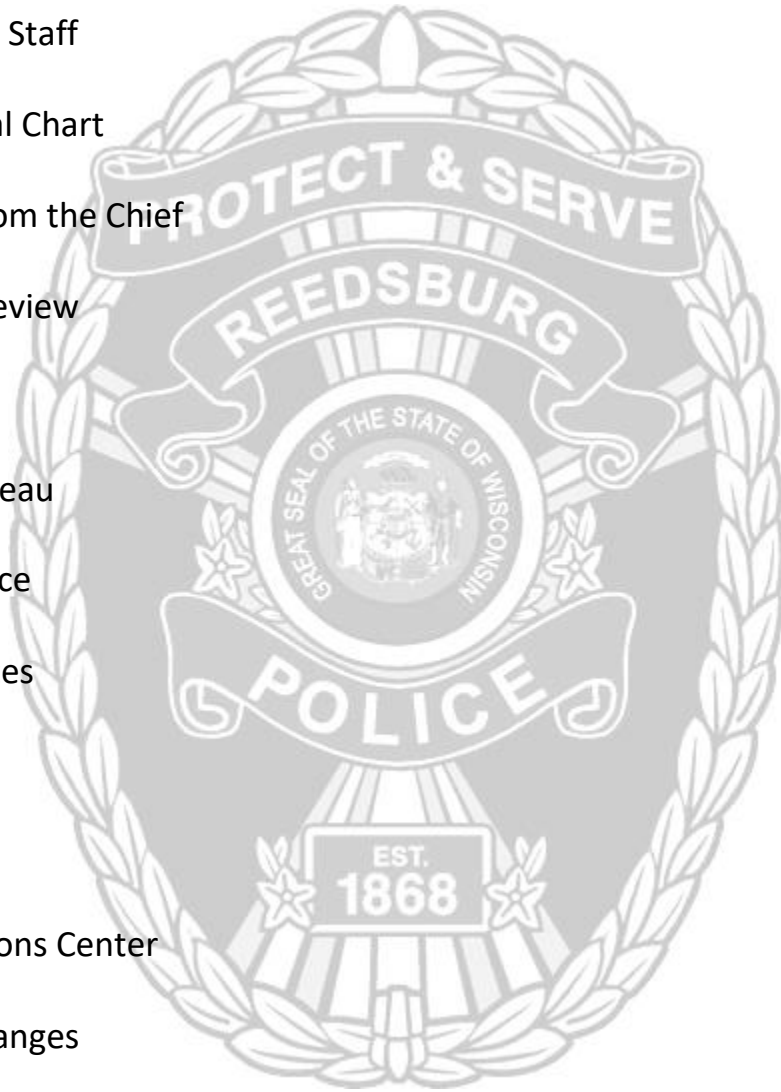 Staff
al Chart
om the Chief
PROTECT & SERVE
eview
REEDSBURG
GREAT SEAL OF THE STATE OF WISCONSIN
eau
ce
es
POLICE
EST.
1868
ons Center
anges